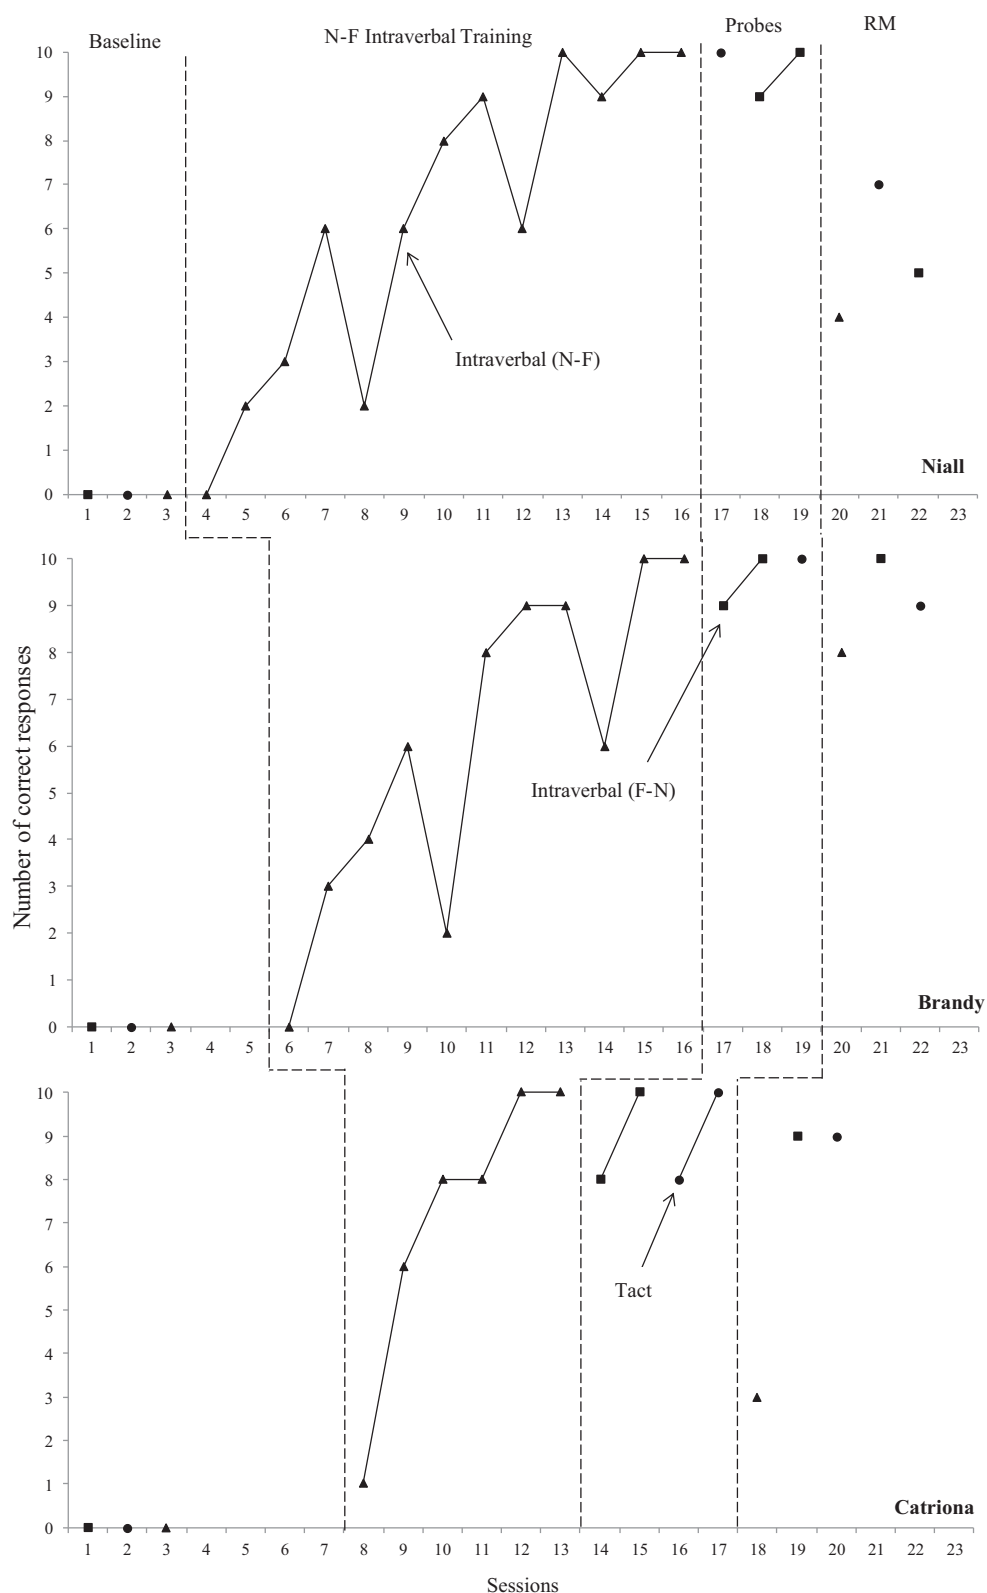 Baseline
N-F Intraverbal Training
Probes
RM
10
9
8
7
6
5
4
3
2
1
0
Intraverbal (N-F)
Niall
1 2 3 4 5 6 7 8 9 10 11 12 13 14 15 16 17 18 19 20 21 22 23
Number of correct responses
10
9
8
7
6
5
4
3
2
1
0
Intraverbal (F-N)
Brandy
1 2 3 4 5 6 7 8 9 10 11 12 13 14 15 16 17 18 19 20 21 22 23
10
9
8
7
6
5
4
3
2
1
0
Tact
Catriona
1 2 3 4 5 6 7 8 9 10 11 12 13 14 15 16 17 18 19 20 21 22 23
Sessions